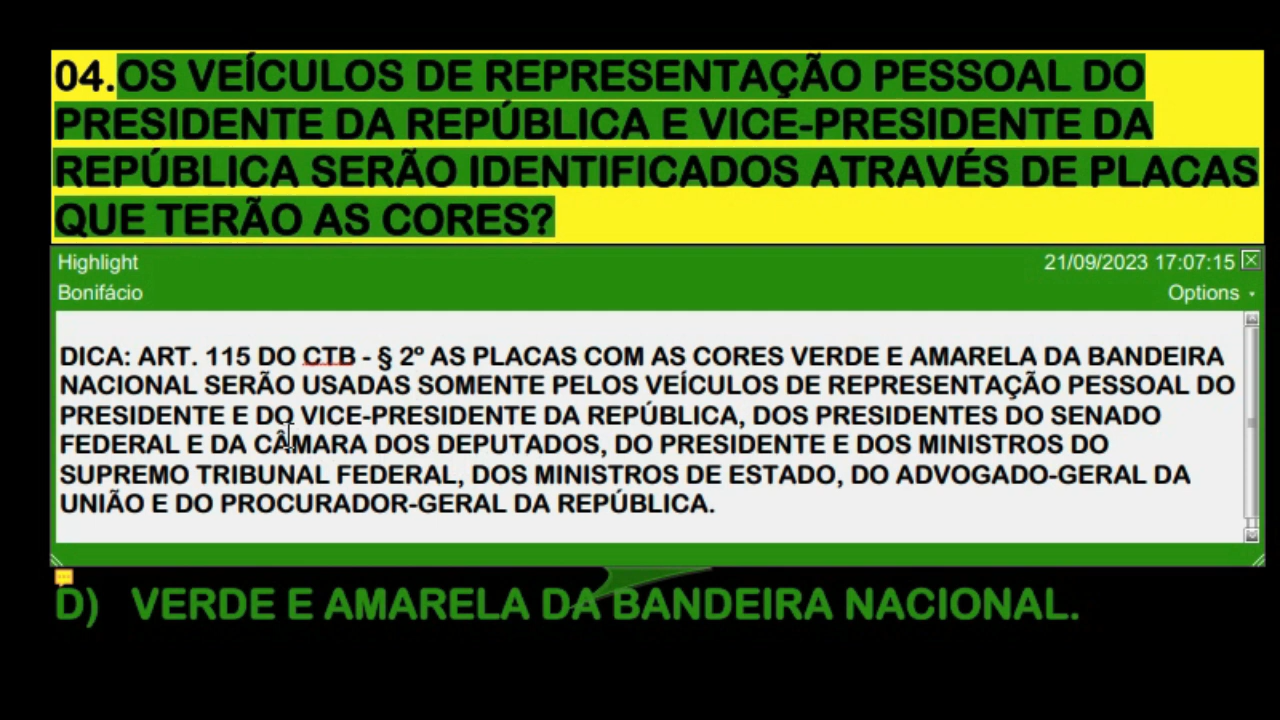 04.OS VEÍCULOS DE REPRESENTAÇÃO PESSOAL DO
PRESIDENTE DA REPÚBLICA E VICE-PRESIDENTE DA
REPÚBLICA SERÃO IDENTIFICADOS ATRAVÉS DE PLACAS
QUE TERÃO AS CORES?
Highlight 21/09/2023 17:07:15
Bonifácio Options
DICA: ART. 115 DO CTB - § 2º AS PLACAS COM AS CORES VERDE E AMARELA DA BANDEIRA
NACIONAL SERÃO USADAS SOMENTE PELOS VEÍCULOS DE REPRESENTAÇÃO PESSOAL DO
PRESIDENTE E DO VICE-PRESIDENTE DA REPÚBLICA, DOS PRESIDENTES DO SENADO
FEDERAL E DA CÂMARA DOS DEPUTADOS, DO PRESIDENTE E DOS MINISTROS DO
SUPREMO TRIBUNAL FEDERAL, DOS MINISTROS DE ESTADO, DO ADVOGADO-GERAL DA
UNIÃO E DO PROCURADOR-GERAL DA REPÚBLICA.
D) VERDE E AMARELA DA BANDEIRA NACIONAL.